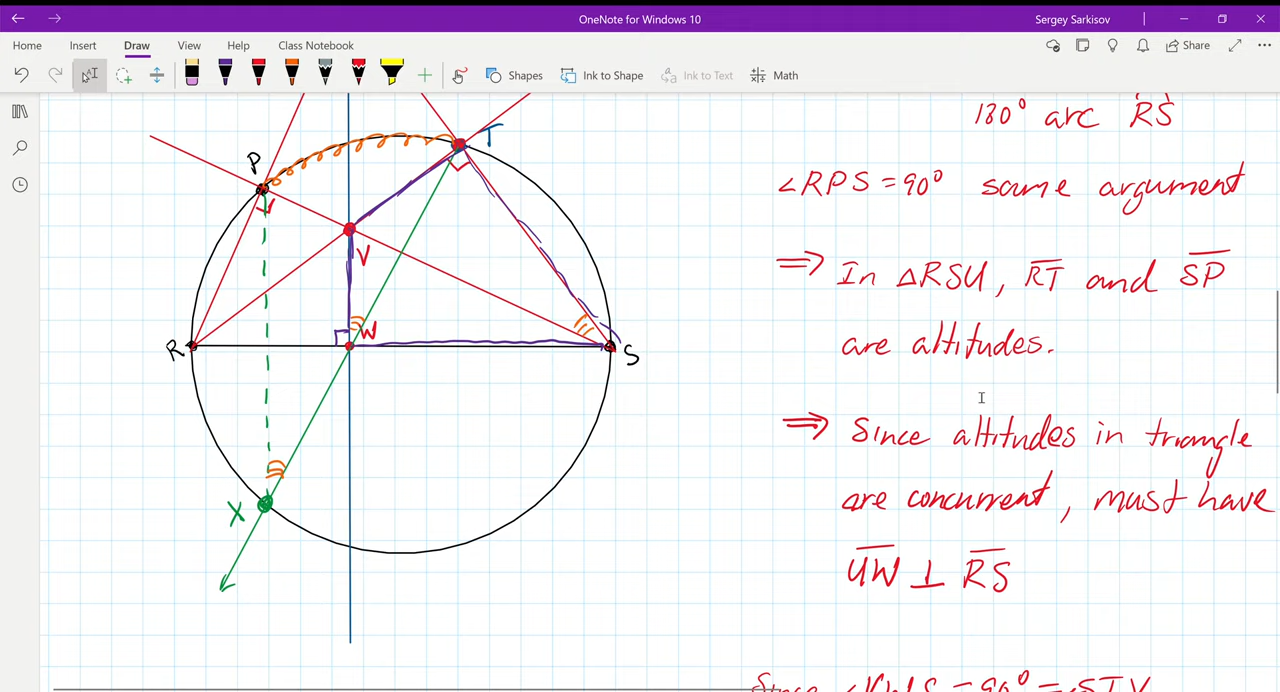 OneNote for Windows 10
Sergey Sarkisov
Home Insert Draw View Help Class Notebook
Share
Shapes
Ink to Shape
Ink to Text
Math
180° arc RS
∠RPS = 90° same argument
⇒ In △RSU, RT and SP
are altitudes.
⇒ Since altitudes in triangle
are concurrent, must have
UW ⊥ RS
P
T
V
W
R
S
X